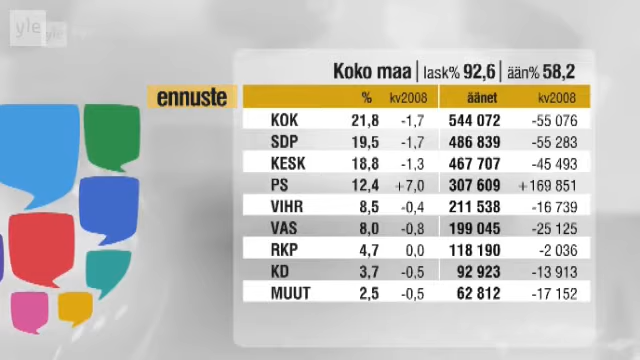 yle
Koko maa | lask% 92,6 | ään% 58,2
ennuste
% kv2008 äänet kv2008
KOK 21,8 -1,7 544 072 -55 076
SDP 19,5 -1,7 486 839 -55 283
KESK 18,8 -1,3 467 707 -45 493
PS 12,4 +7,0 307 609 +169 851
VIHR 8,5 -0,4 211 538 -16 739
VAS 8,0 -0,8 199 045 -25 125
RKP 4,7 0,0 118 190 -2 036
KD 3,7 -0,5 92 923 -13 913
MUUT 2,5 -0,5 62 812 -17 152